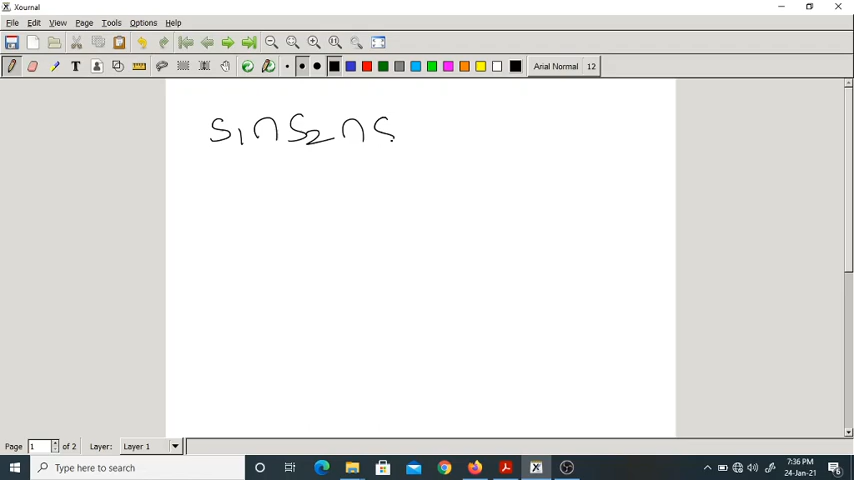 Xournal
File Edit View Page Tools Options Help
Arial Normal 12
S₁ ∩ S₂ ∩ S
Page 1 of 2 Layer: Layer 1
Type here to search
7:36 PM
24-Jan-21
6